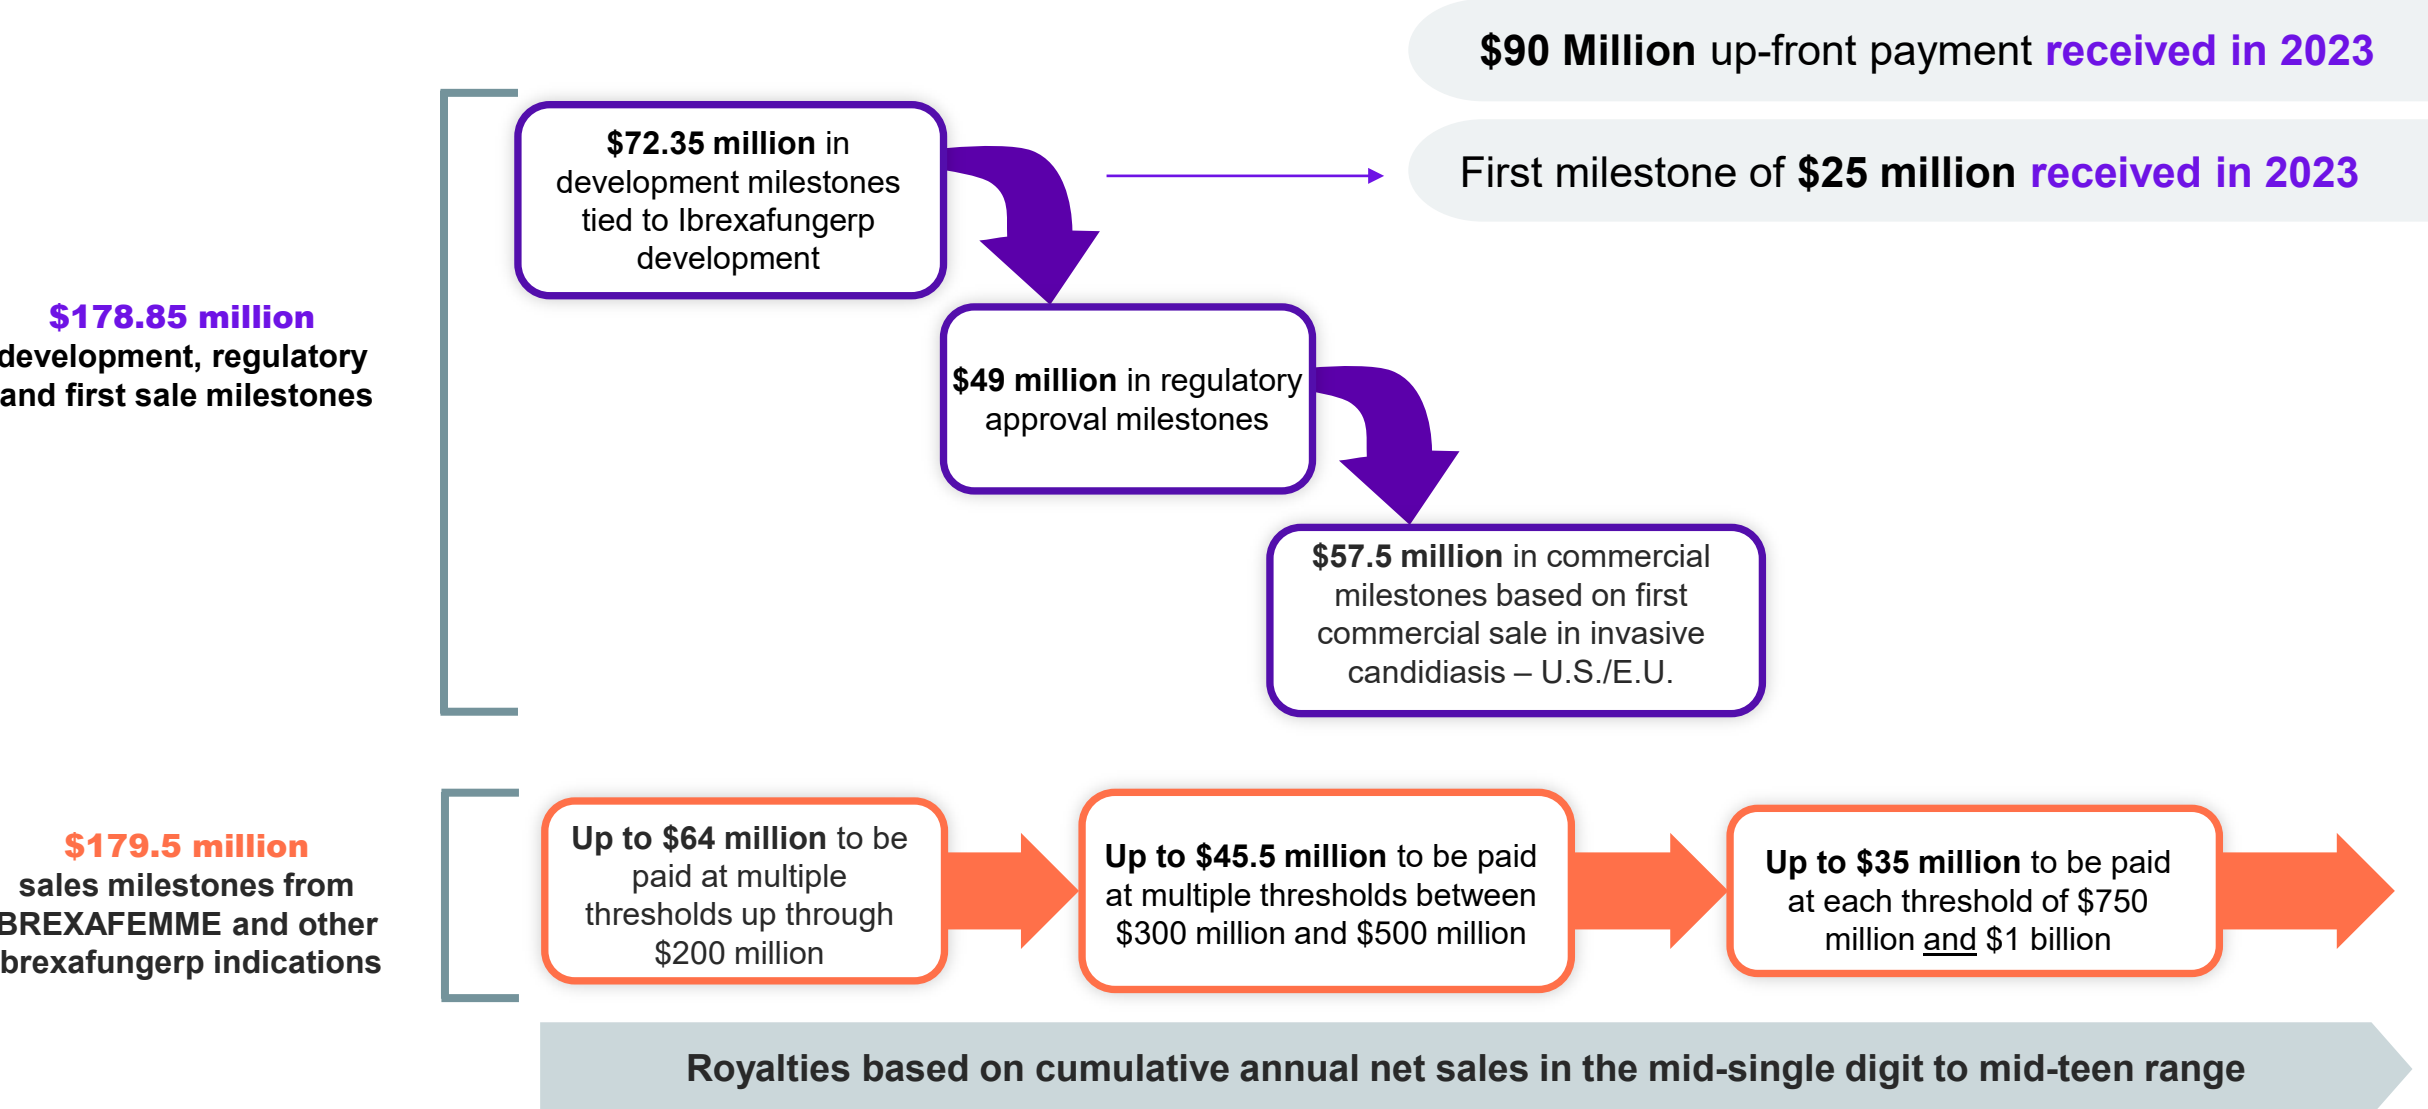 $90 Million up-front payment received in 2023
First milestone of $25 million received in 2023
$72.35 million in
development milestones
tied to Ibrexafungerp
development
$178.85 million
development, regulatory
and first sale milestones
$49 million in regulatory
approval milestones
$57.5 million in commercial
milestones based on first
commercial sale in invasive
candidiasis – U.S./E.U.
$179.5 million
sales milestones from
BREXAFEMME and other
brexafungerp indications
Up to $64 million to be
paid at multiple
thresholds up through
$200 million
Up to $45.5 million to be paid
at multiple thresholds between
$300 million and $500 million
Up to $35 million to be paid
at each threshold of $750
million and $1 billion
Royalties based on cumulative annual net sales in the mid-single digit to mid-teen range